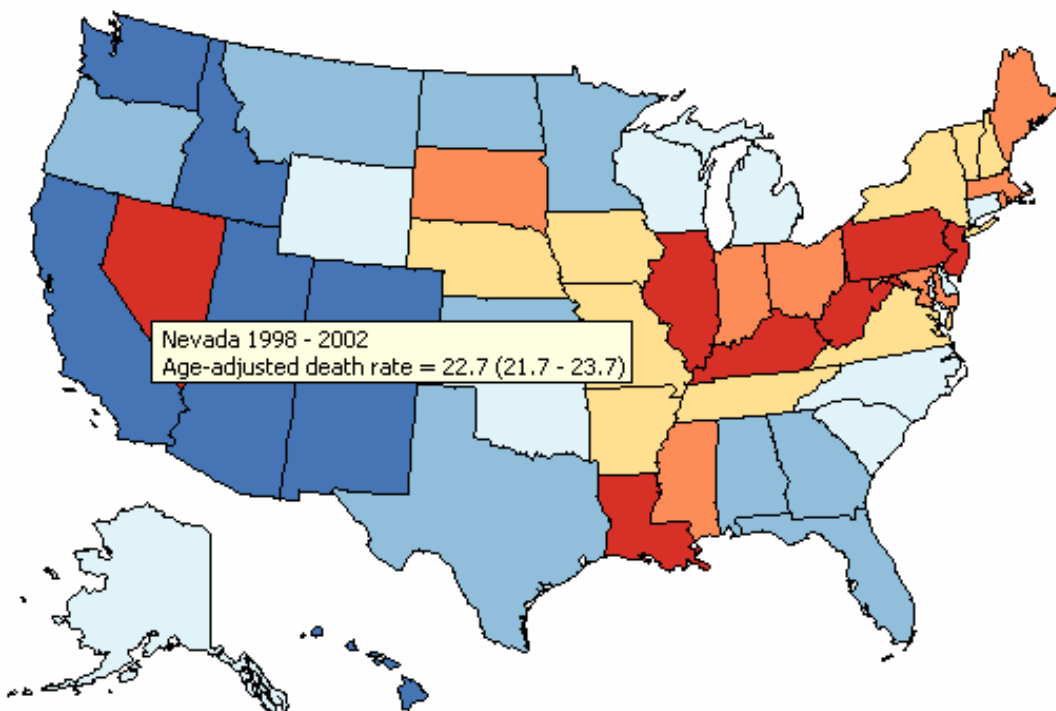 Nevada 1998 - 2002
Age-adjusted death rate = 22.7 (21.7 - 23.7)